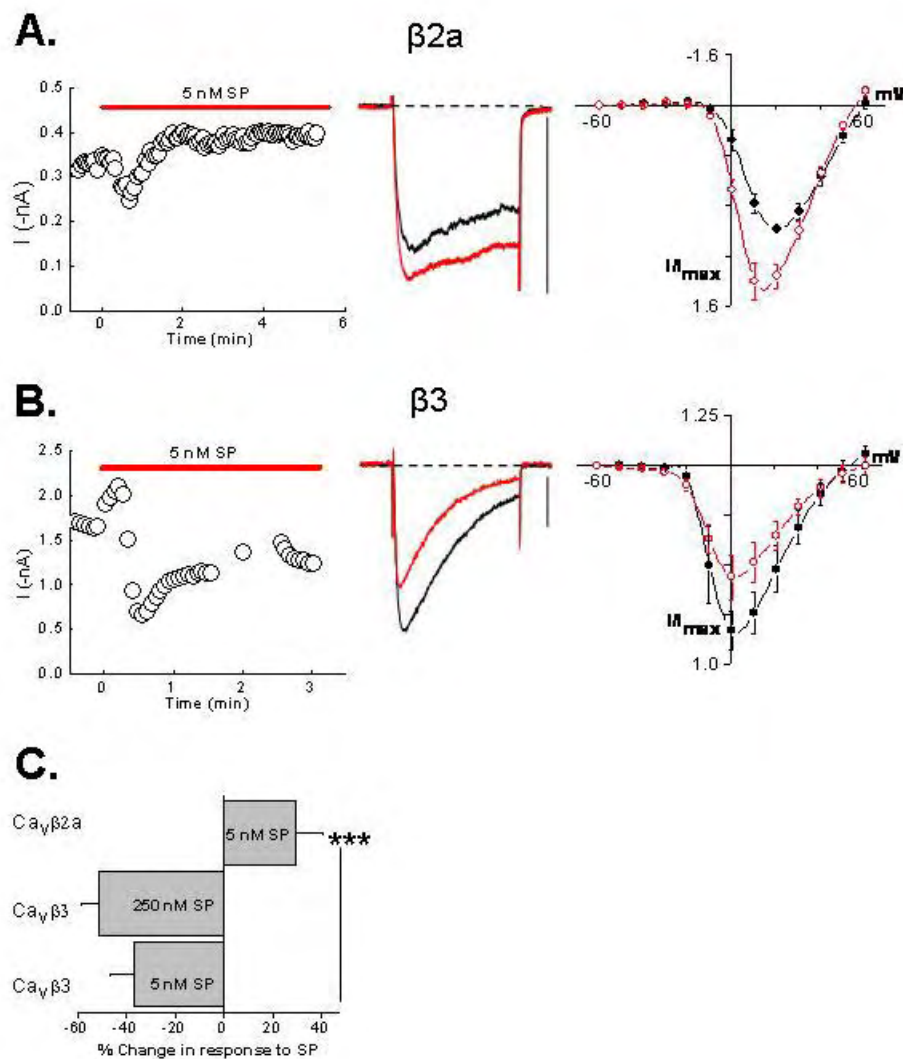 A.
β2a
5 nM SP
0.5
0.4
0.3
0.2
0.1
0.0
I (-nA)
0 2 4 6
Time (min)
-1.6
mV
-60 60
I/Imax
1.6
B.
β3
5 nM SP
2.5
2.0
1.5
1.0
0.5
0.0
I (-nA)
0 1 2 3
Time (min)
1.25
mV
-60 60
I/Imax
1.0
C.
CaVβ2a
5 nM SP
***
CaVβ3
250 nM SP
CaVβ3
5 nM SP
-60 -40 -20 0 20 40
% Change in response to SP